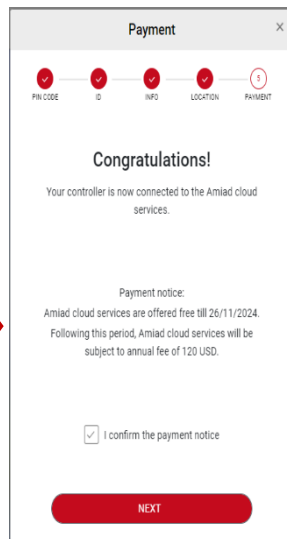 Payment
PIN CODE
ID
INFO
LOCATION
5
PAYMENT
Congratulations!
Your controller is now connected to the Amiad cloud
services.
Payment notice:
Amiad cloud services are offered free till 26/11/2024.
Following this period, Amiad cloud services will be
subject to annual fee of 120 USD.
I confirm the payment notice
NEXT